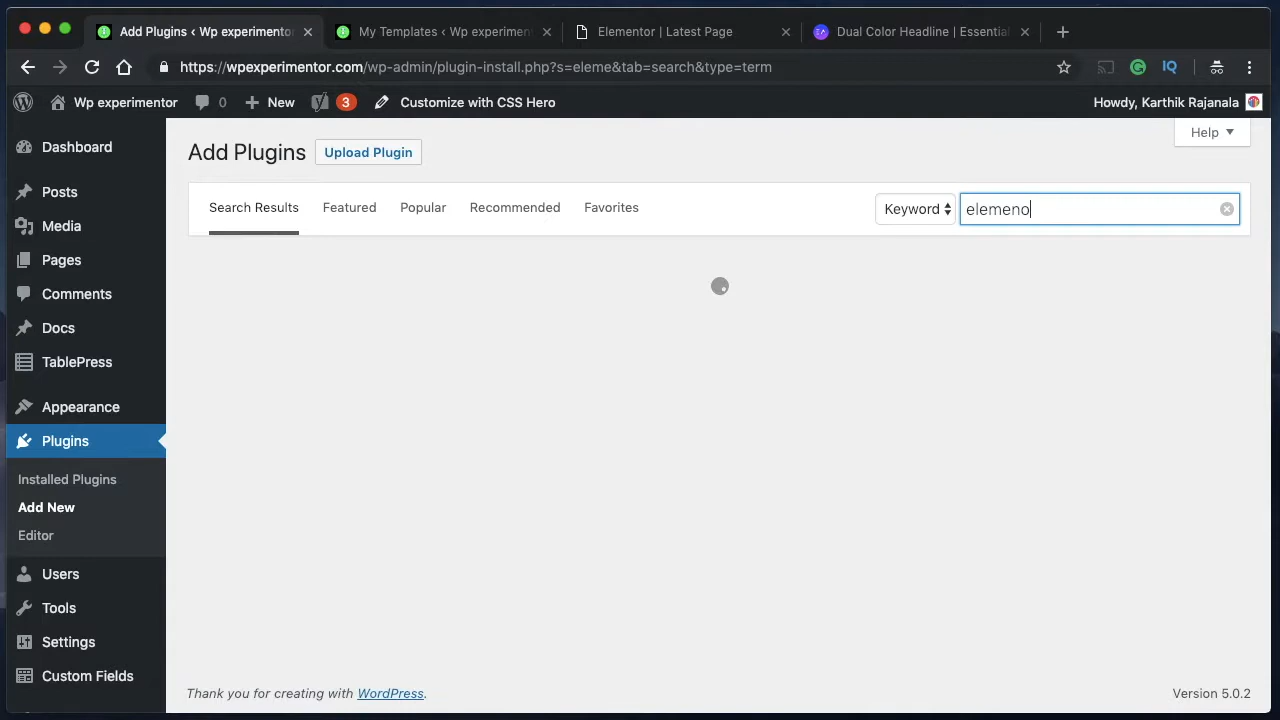 Add Plugins ‹ Wp experimentor
My Templates ‹ Wp experiment
Elementor | Latest Page
Dual Color Headline | Essential
https://wpexperimentor.com/wp-admin/plugin-install.php?s=eleme&tab=search&type=term
IQ
Wp experimentor
0
New
3
Customize with CSS Hero
Howdy, Karthik Rajanala
Dashboard
Posts
Media
Pages
Comments
Docs
TablePress
Appearance
Plugins
Installed Plugins
Add New
Editor
Users
Tools
Settings
Custom Fields
Help
Add Plugins
Upload Plugin
Search Results
Featured
Popular
Recommended
Favorites
Keyword
elemeno
Thank you for creating with WordPress.
Version 5.0.2